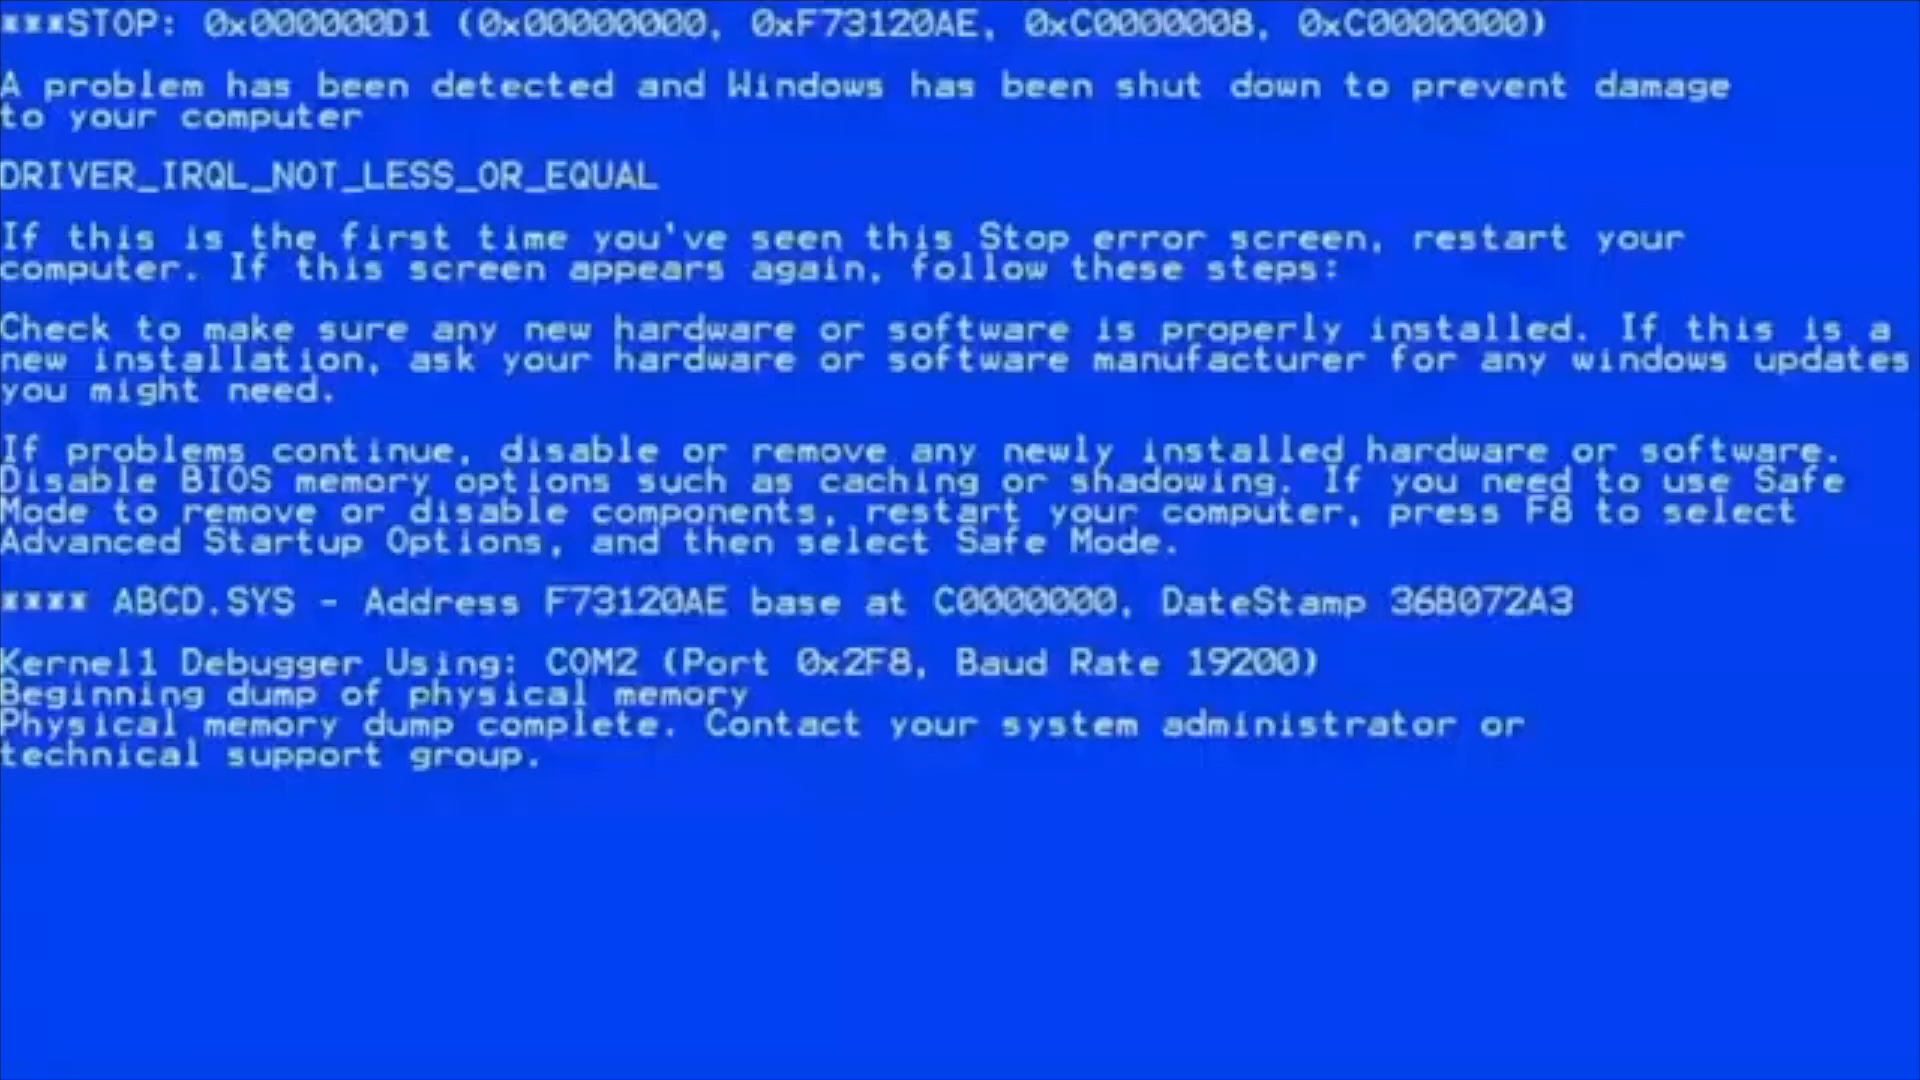 ***STOP: 0x000000D1 (0x00000000, 0xF73120AE, 0xC0000008, 0xC0000000)
A problem has been detected and Windows has been shut down to prevent damage
to your computer
DRIVER_IRQL_NOT_LESS_OR_EQUAL
If this is the first time you've seen this Stop error screen, restart your
computer. If this screen appears again, follow these steps:
Check to make sure any new hardware or software is properly installed. If this is a
new installation, ask your hardware or software manufacturer for any windows updates
you might need.
If problems continue, disable or remove any newly installed hardware or software.
Disable BIOS memory options such as caching or shadowing. If you need to use Safe
Mode to remove or disable components, restart your computer, press F8 to select
Advanced Startup Options, and then select Safe Mode.
**** ABCD.SYS - Address F73120AE base at C0000000, DateStamp 36B072A3
Kernel1 Debugger Using: COM2 (Port 0x2F8, Baud Rate 19200)
Beginning dump of physical memory
Physical memory dump complete. Contact your system administrator or
technical support group.